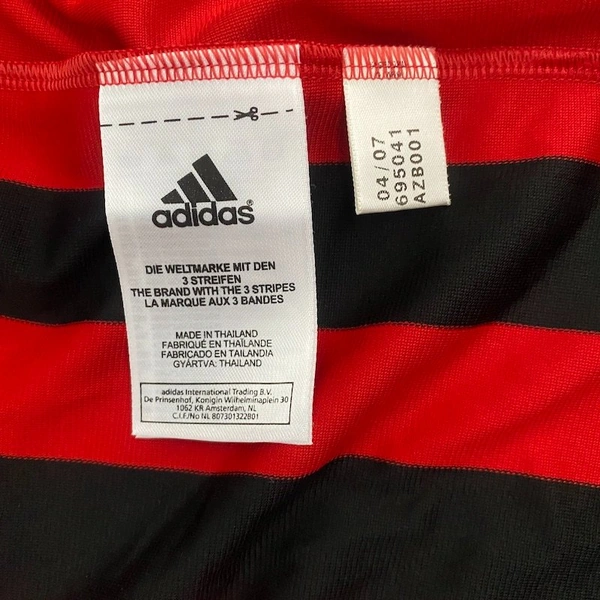 adidas®
DIE WELTMARKE MIT DEN
3 STREIFEN
THE BRAND WITH THE 3 STRIPES
LA MARQUE AUX 3 BANDES
MADE IN THAILAND
FABRIQUÉ EN THAÏLANDE
FABRICADO EN TAILANDIA
GYÁRTVA: THAILAND
adidas International Trading B.V.
De Prinsenhof, Konigin Wilhelminaplein 30
1062 KR Amsterdam, NL
C.I.F./No NL 807301322B01
04/07
695041
AZB001